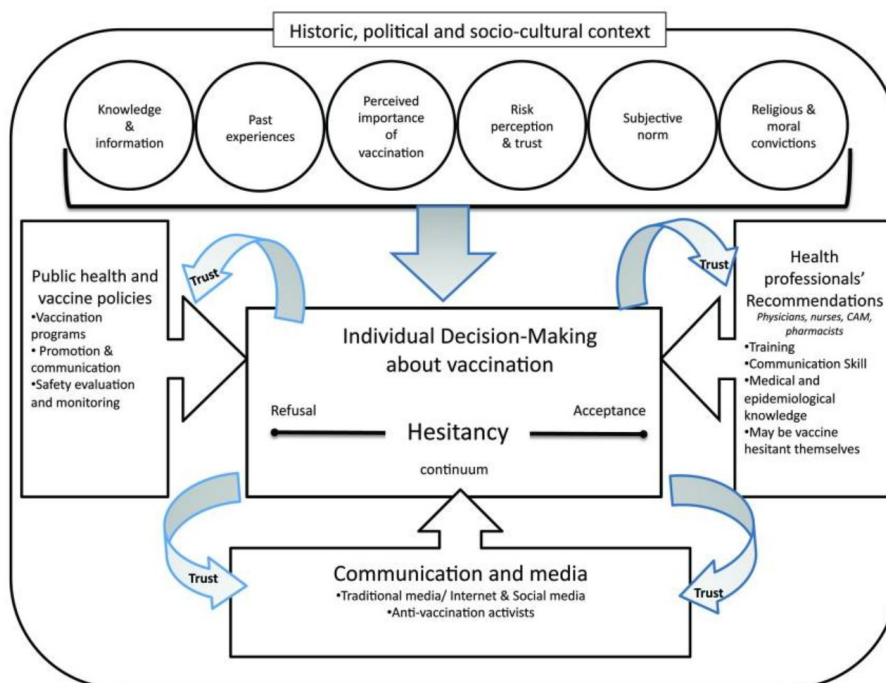 Historic, political and socio-cultural context
Knowledge
&
information
Past
experiences
Perceived
importance of
vaccination
Risk
perception
& trust
Subjective
norm
Religious &
moral
convictions
Public health and
vaccine policies
•Vaccination
programs
• Promotion &
communication
•Safety evaluation
and monitoring
Trust
Individual Decision-Making
about vaccination
Refusal
Acceptance
Hesitancy
continuum
Trust
Health
professionals'
Recommendations
Physicians, nurses, CAM,
pharmacists
•Training
•Communication Skill
•Medical and
epidemiological
knowledge
•May be vaccine
hesitant themselves
Trust
Communication and media
•Traditional media/ Internet & Social media
•Anti-vaccination activists
Trust